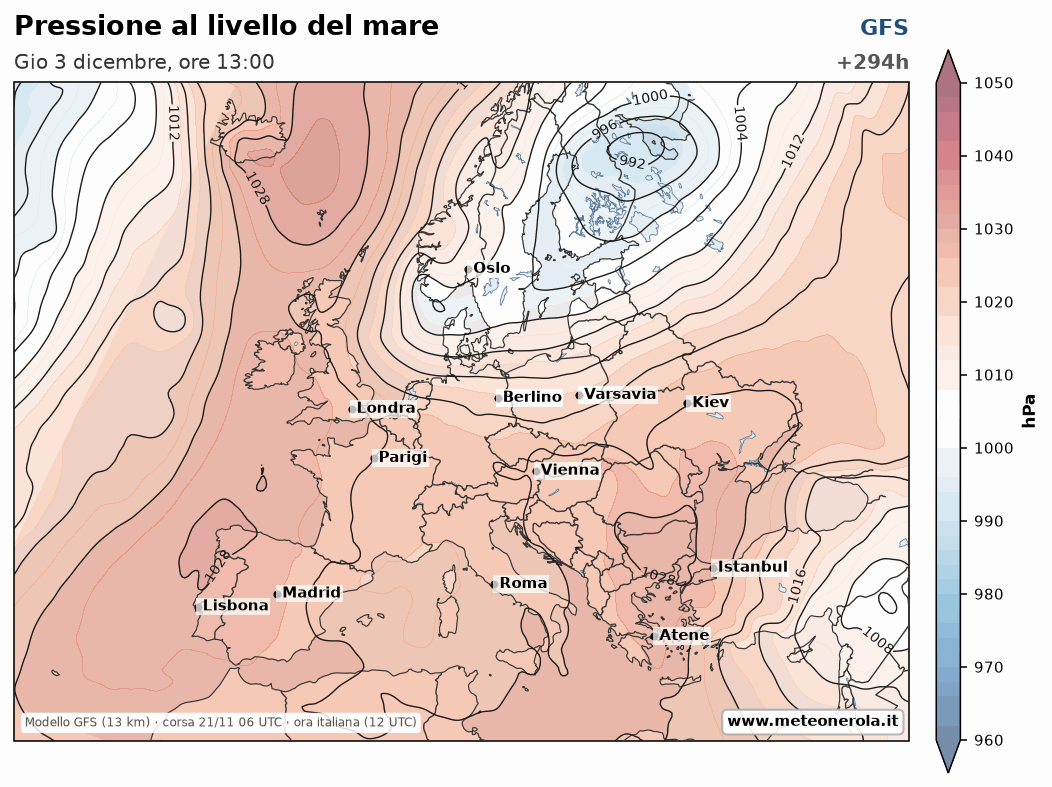 Pressione al livello del mare
GFS
Gio 3 dicembre, ore 13:00
+294h
1050
1040
1030
1020
1010
1000
990
980
970
960
hPa
1012
1028
1000
996
992
1004
1012
Oslo
Londra
Berlino
Varsavia
Kiev
Parigi
Vienna
1028
Istanbul
1028
1016
Roma
Madrid
Lisbona
Atene
1008
Modello GFS (13 km) · corsa 21/11 06 UTC · ora italiana (12 UTC)
www.meteonerola.it